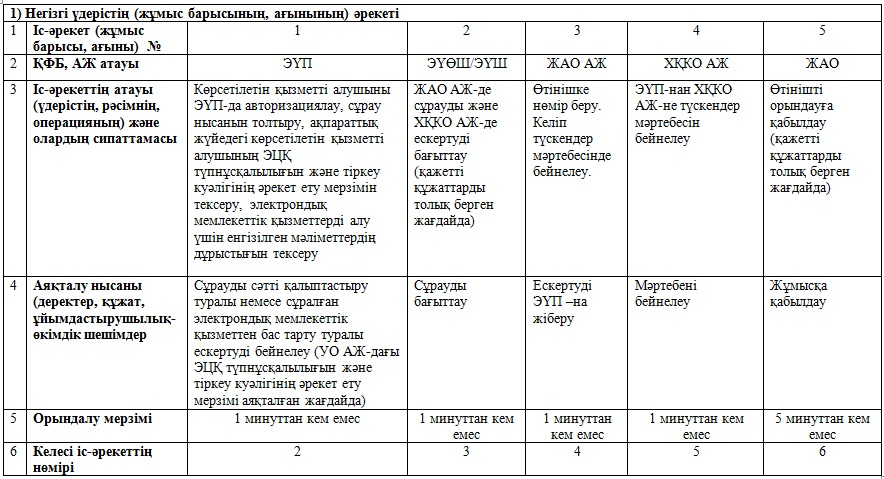 1) Негізгі үдерістің (жұмыс барысының, ағынының) әрекеті
1 Іс-әрекет (жұмыс барысы, ағыны) № 1 2 3 4 5
2 ҚФБ, АЖ атауы ЭҮП ЭҮӨШ/ЭҮШ ЖАО АЖ ХҚКО АЖ ЖАО
3
Іс-әрекеттің атауы
(үдерістің, рәсімнің,
операцияның) және
олардың сипаттамасы
Көрсетілетін қызметті алушыны
ЭҮП-да авторизациялау, сұрау
нысанын толтыру, ақпараттық
жүйедегі көрсетілетін қызметті
алушының ЭЦҚ
түпнұсқалылығын және тіркеу
куәлігінің әрекет ету мерзімін
тексеру, электрондық
мемлекеттік қызметтерді алу
үшін енгізілген мәліметтердің
дұрыстығын тексеру
ЖАО АЖ-де
сұрауды және
ХҚКО АЖ-де
ескертуді
бағыттау
(қажетті
құжаттарды
толық берген
жағдайда)
Өтінішке
нөмір беру.
Келіп
түскендер
мәртебесінде
бейнелеу.
ЭҮП-нан ХҚКО
АЖ-не түскендер
мәртебесін
бейнелеу
Өтінішті
орындауға
қабылдау
(қажетті
құжаттарды
толық берген
жағдайда)
4
Аяқталу нысаны
(деректер, құжат,
ұйымдастырушылық-
өкімдік шешімдер
Сұрауды сәтті қалыптастыру
туралы немесе сұралған
электрондық мемлекеттік
қызметтен бас тарту туралы
ескертуді бейнелеу (УО АЖ-дағы
ЭЦҚ түпнұсқалылығын және
тіркеу куәлігінің әрекет ету
мерзімі аяқталған жағдайда)
Сұрауды
бағыттау
Ескертуді
ЭҮП –на
жіберу
Мәртебені
бейнелеу
Жұмысқа
қабылдау
5 Орындалу мерзімі
1 минуттан кем емес
1 минуттан кем
емес
1 минуттан
кем емес
1 минуттан кем
емес
5 минуттан кем
емес
6 Келесі іс-әрекеттің
нөмірі
2 3 4 5 6